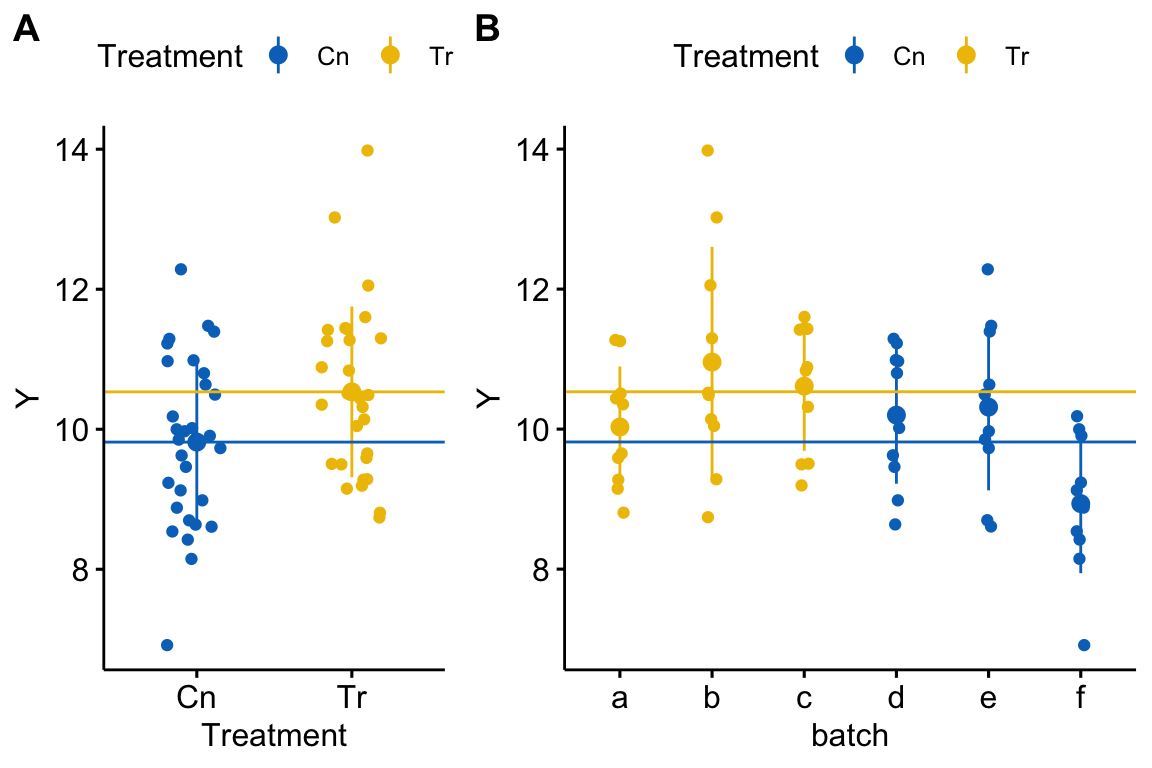 A
Treatment Cn Tr
14
12
10
8
Y
Cn Tr
Treatment
B
Treatment Cn Tr
14
12
10
8
Y
a b c d e f
batch